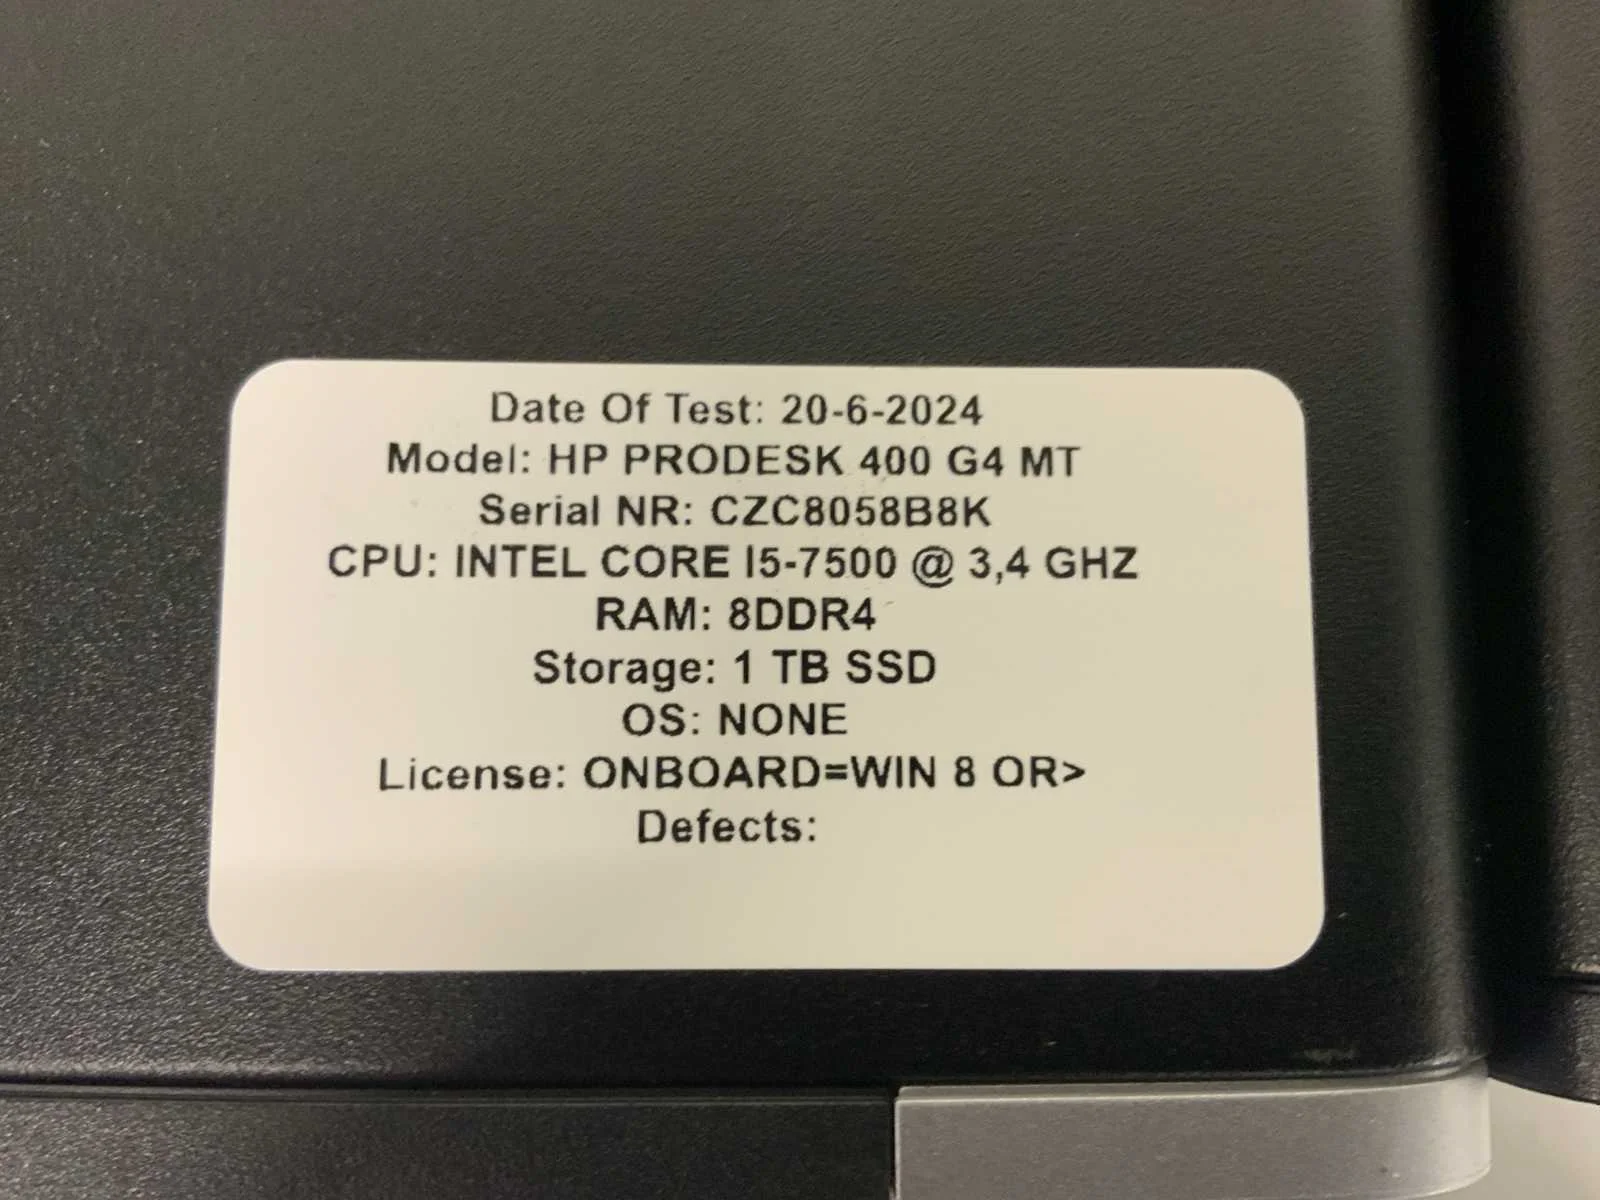 Date Of Test: 20-6-2024
Model: HP PRODESK 400 G4 MT
Serial NR: CZC8058B8K
CPU: INTEL CORE I5-7500 @ 3,4 GHZ
RAM: 8DDR4
Storage: 1 TB SSD
OS: NONE
License: ONBOARD=WIN 8 OR>
Defects: